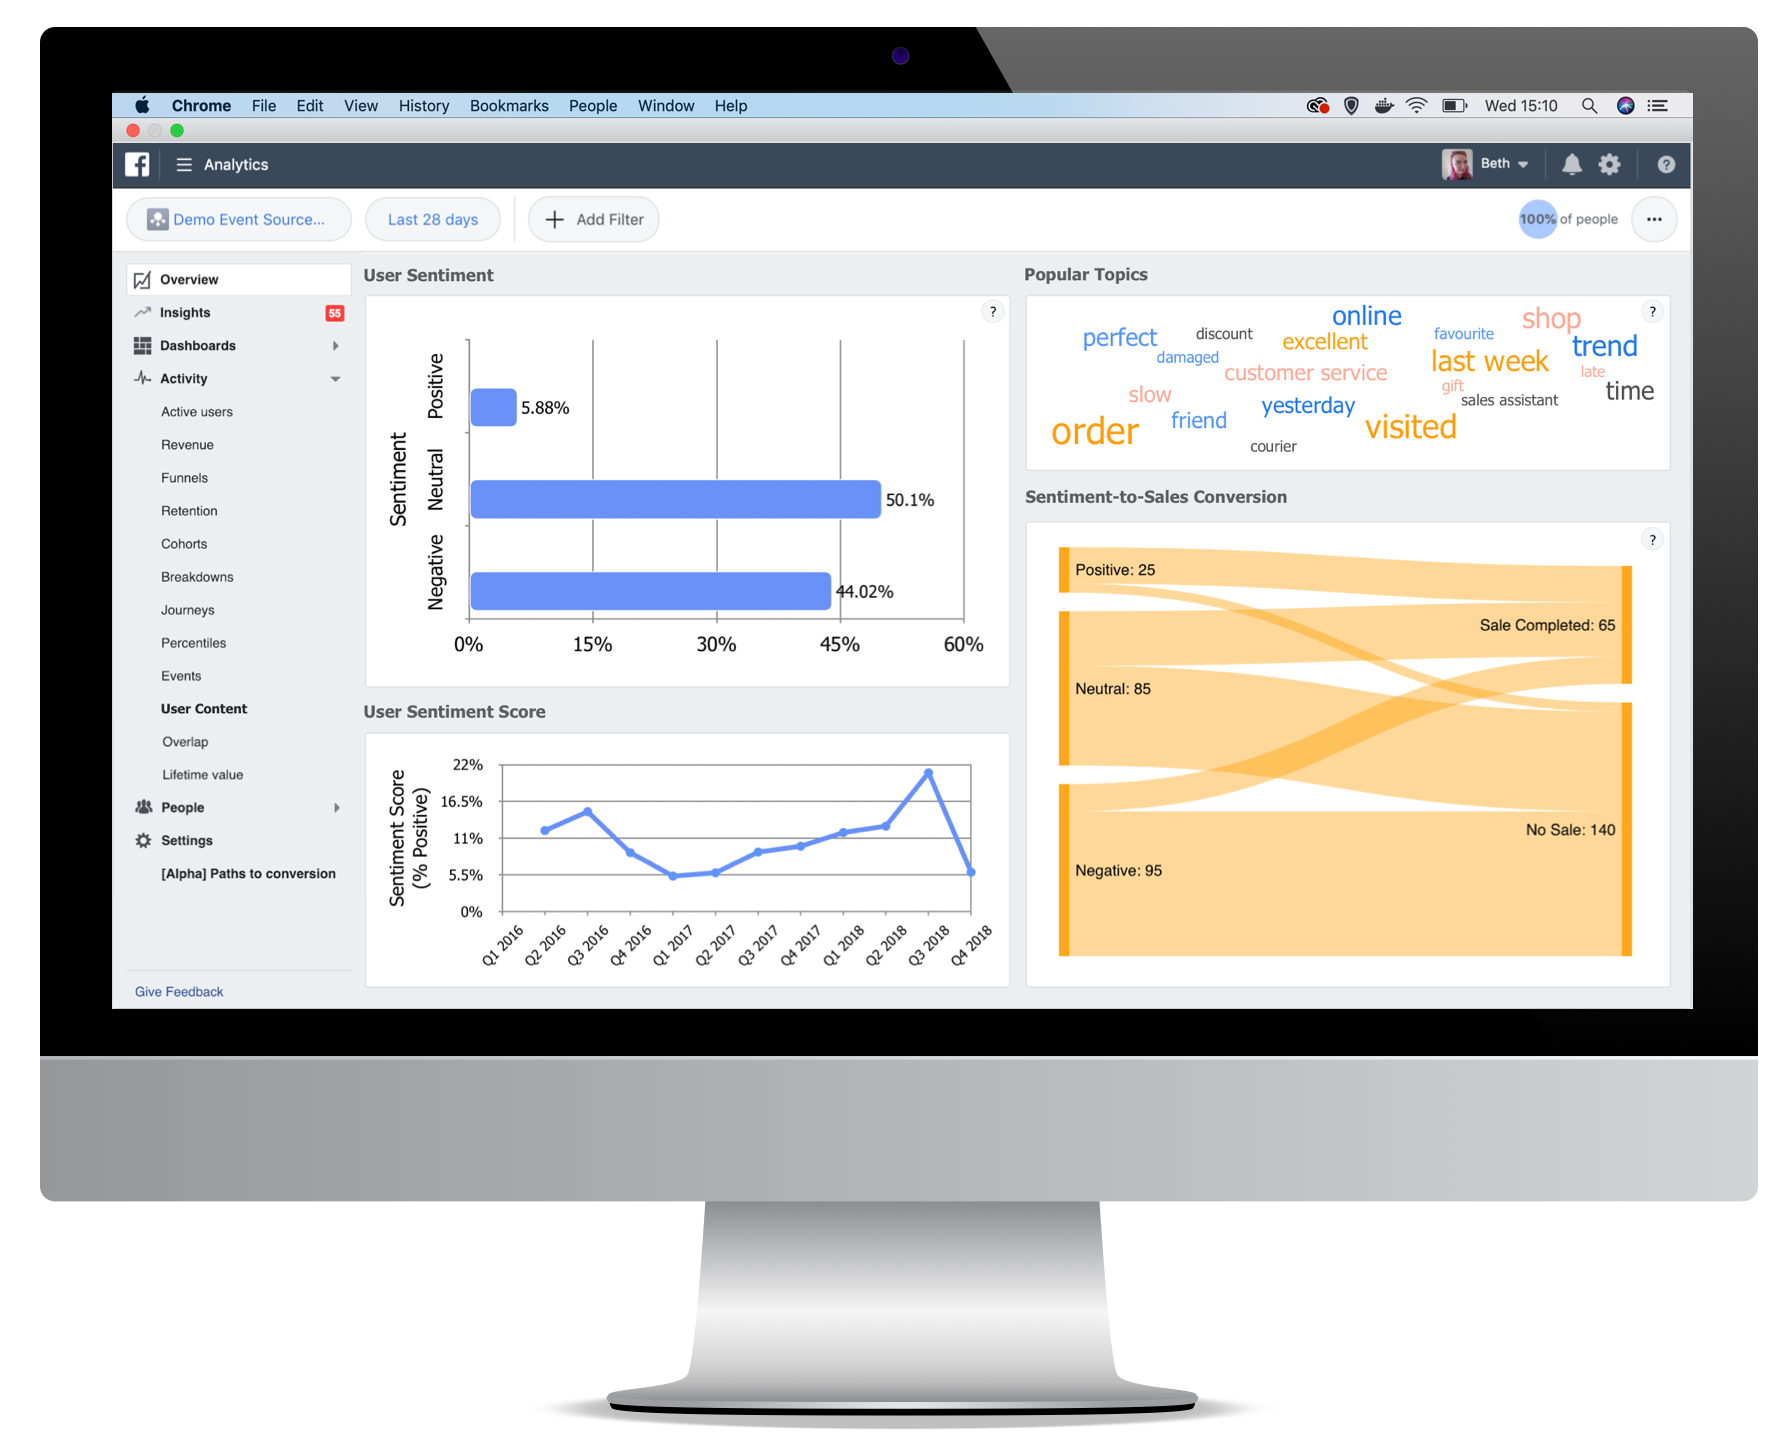 Chrome File Edit View History Bookmarks People Window Help Wed 15:10
f Analytics Beth ?
Demo Event Source... Last 28 days + Add Filter 100% of people ...
Overview
Insights 55
Dashboards
Activity
Active users
Revenue
Funnels
Retention
Cohorts
Breakdowns
Journeys
Percentiles
Events
User Content
Overlap
Lifetime value
People
Settings
[Alpha] Paths to conversion
Give Feedback
User Sentiment
?
Sentiment
Positive
5.88%
Neutral
50.1%
Negative
44.02%
0% 15% 30% 45% 60%
User Sentiment Score
Sentiment Score
(% Positive)
22%
16.5%
11%
5.5%
0%
Q1 2016 Q2 2016 Q3 2016 Q4 2016 Q1 2017 Q2 2017 Q3 2017 Q4 2017 Q1 2018 Q2 2018 Q3 2018 Q4 2018
Popular Topics
?
online shop
perfect discount excellent favourite trend
damaged last week
customer service late
slow gift time
yesterday sales assistant
order friend visited
courier
Sentiment-to-Sales Conversion
?
Positive: 25
Sale Completed: 65
Neutral: 85
No Sale: 140
Negative: 95